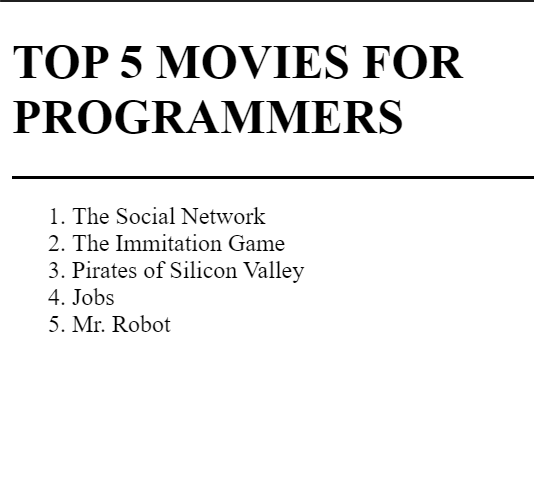 TOP 5 MOVIES FOR
PROGRAMMERS
1. The Social Network
2. The Immitation Game
3. Pirates of Silicon Valley
4. Jobs
5. Mr. Robot